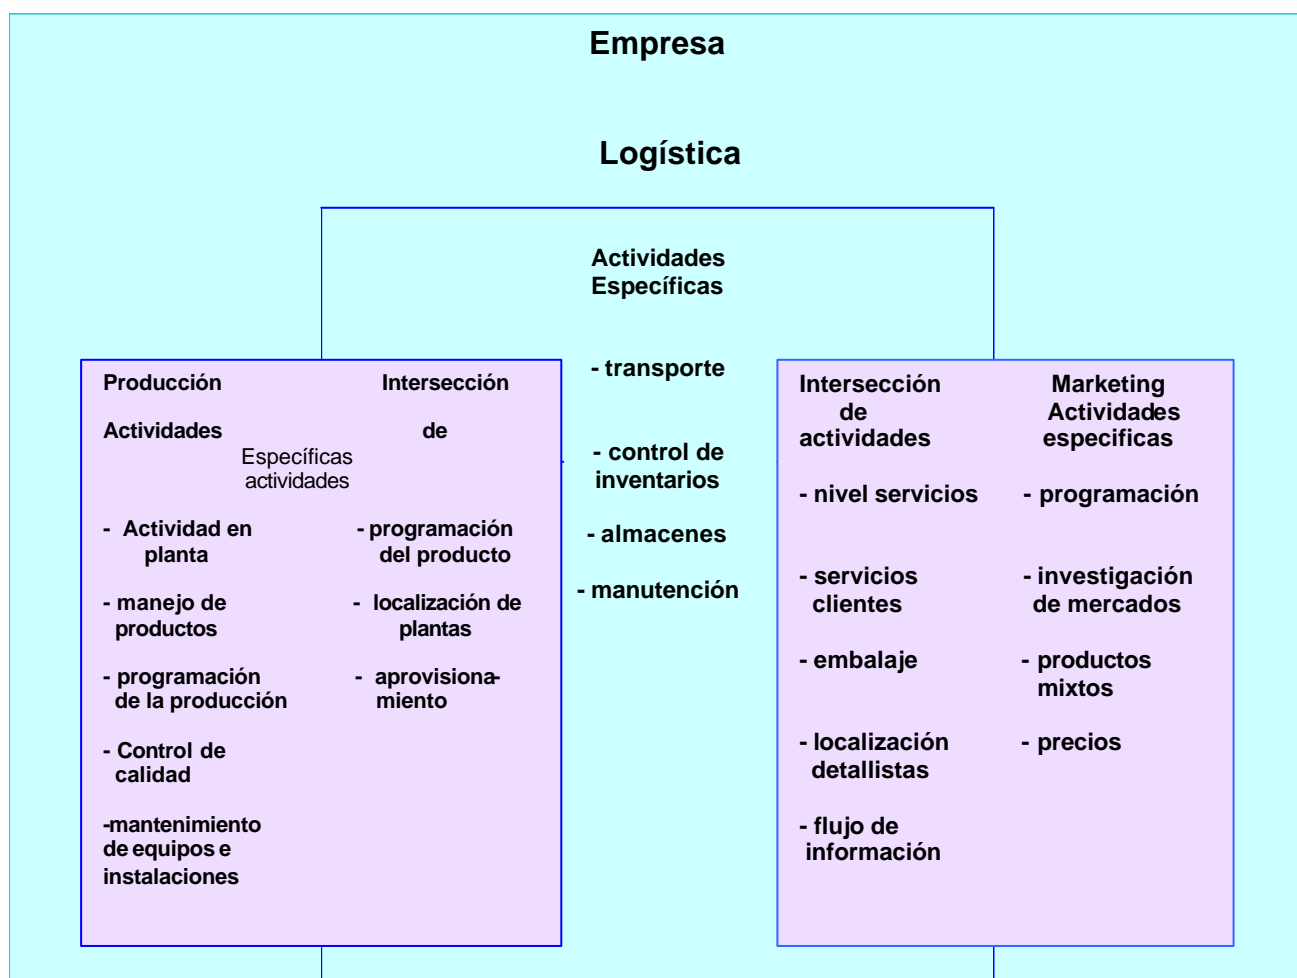 Empresa
Logística
Actividades
Específicas
- transporte
- control de
inventarios
- almacenes
- manutención
Producción
Actividades
Específicas
actividades
Intersección
de
- Actividad en
planta
- manejo de
productos
- programación
de la producción
- Control de
calidad
-mantenimiento
de equipos e
instalaciones
- programación
del producto
- localización de
plantas
- aprovisiona-
miento
Intersección
de
actividades
- nivel servicios
- servicios
clientes
- embalaje
- localización
detallistas
- flujo de
información
Marketing
Actividades
especificas
- programación
- investigación
de mercados
- productos
mixtos
- precios